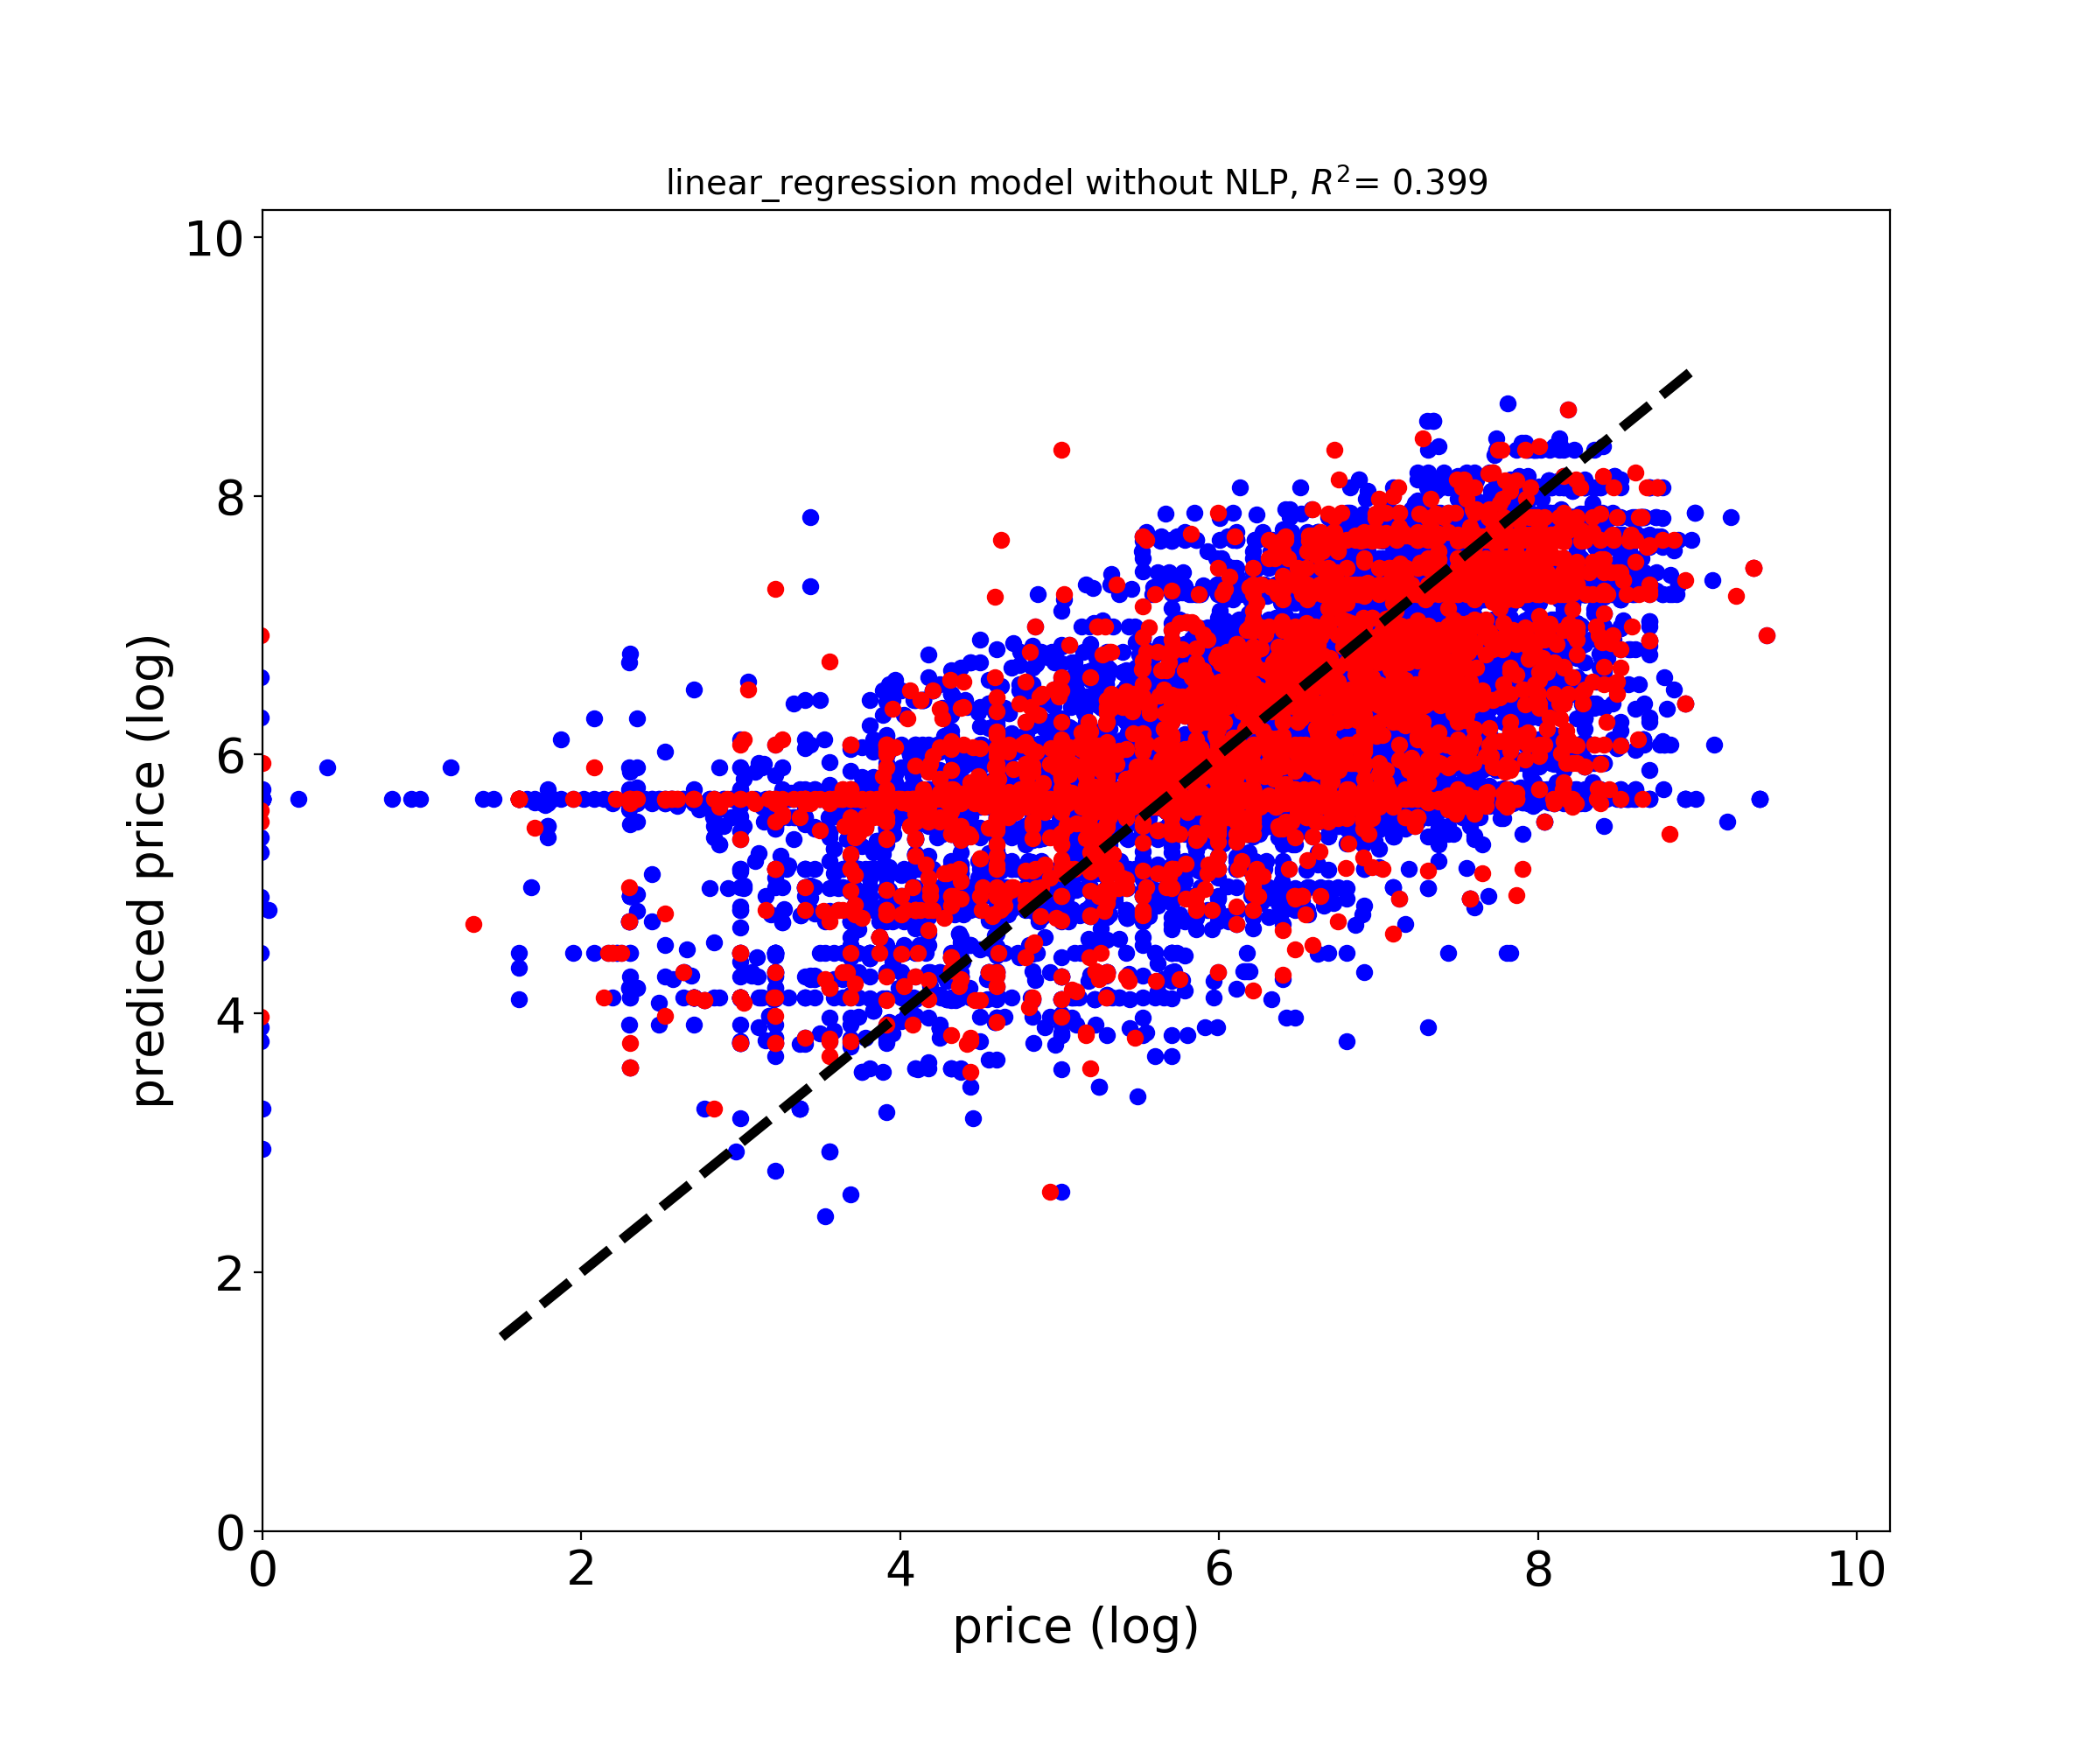 linear_regression model without NLP, $R^2$= 0.399
10
8
6
4
2
0
prediced price (log)
0 2 4 6 8 10
price (log)